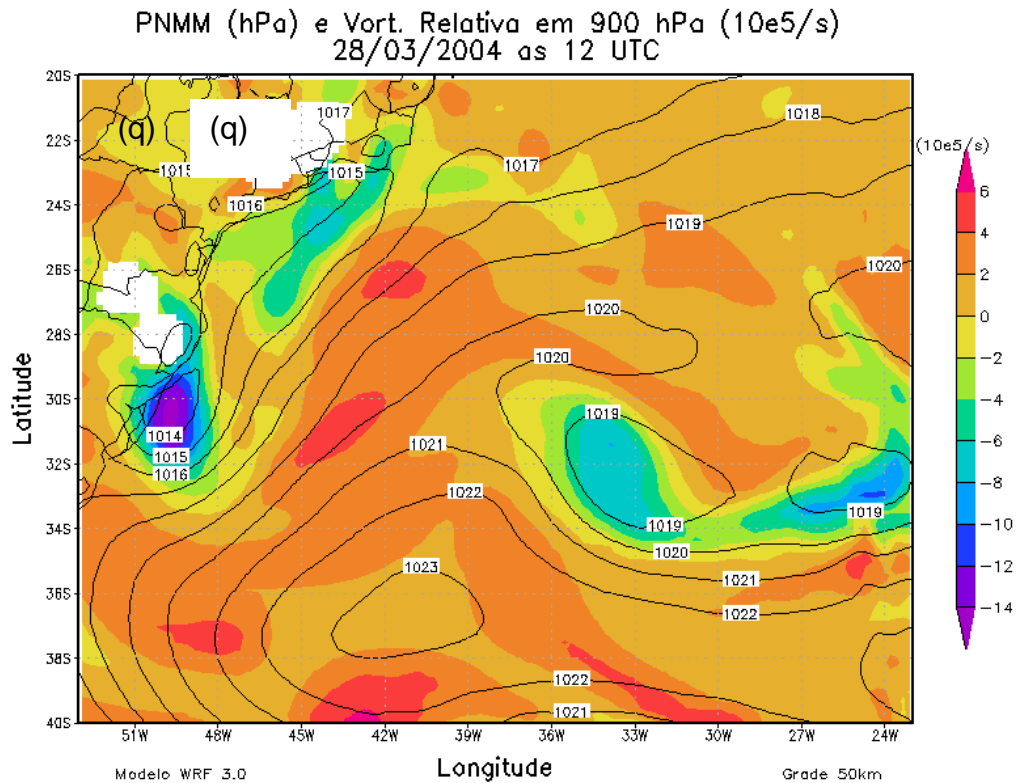 PNMM (hPa) e Vort. Relativa em 900 hPa (10e5/s)
28/03/2004 as 12 UTC
(q) (q)
20S
22S
24S
26S
28S
30S
32S
34S
36S
38S
40S
Latitude
1017
1018
1015
1015
1017
1016
1019
1020
1020
1020
1019
1014
1015
1016
1021
1022
1019
1019
1020
1021
1022
1023
1022
1021
(10e5/s)
6
4
2
0
-2
-4
-6
-8
-10
-12
-14
51W 48W 45W 42W 39W 36W 33W 30W 27W 24W
Longitude
Modelo WRF 3.0
Grade 50km